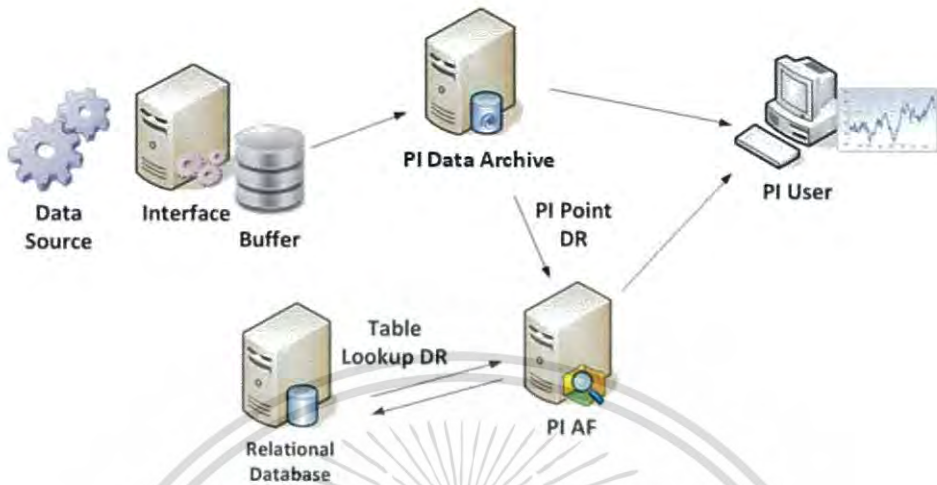 PI Data Archive
PI User
Data
Source
Interface
Buffer
PI Point
DR
Table
Lookup DR
PI AF
Relational
Database